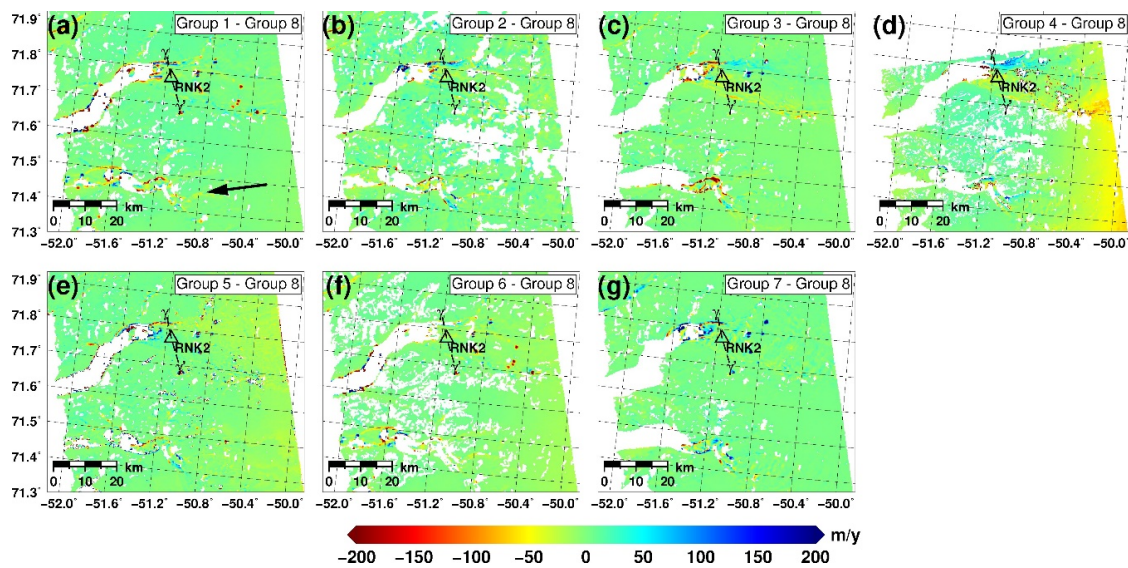 (a) Group 1 - Group 8
(b) Group 2 - Group 8
(c) Group 3 - Group 8
(d) Group 4 - Group 8
71.9°
71.8°
71.7°
71.6°
71.5°
71.4°
71.3°
γ RNK2 γ'
γ RNK2 γ'
γ RNK2 γ'
γ RNK2 γ'
km
0 10 20
km
0 10 20
km
0 10 20
km
0 10 20
−52.0° −51.6° −51.2° −50.8° −50.4° −50.0°
−52.0° −51.6° −51.2° −50.8° −50.4° −50.0°
−52.0° −51.6° −51.2° −50.8° −50.4° −50.0°
−52.0° −51.6° −51.2° −50.8° −50.4° −50.0°
(e) Group 5 - Group 8
(f) Group 6 - Group 8
(g) Group 7 - Group 8
71.9°
71.8°
71.7°
71.6°
71.5°
71.4°
71.3°
γ RNK2 γ'
γ RNK2 γ'
γ RNK2 γ'
km
0 10 20
km
0 10 20
km
0 10 20
−52.0° −51.6° −51.2° −50.8° −50.4° −50.0°
−52.0° −51.6° −51.2° −50.8° −50.4° −50.0°
−52.0° −51.6° −51.2° −50.8° −50.4° −50.0°
m/y
−200 −150 −100 −50 0 50 100 150 200